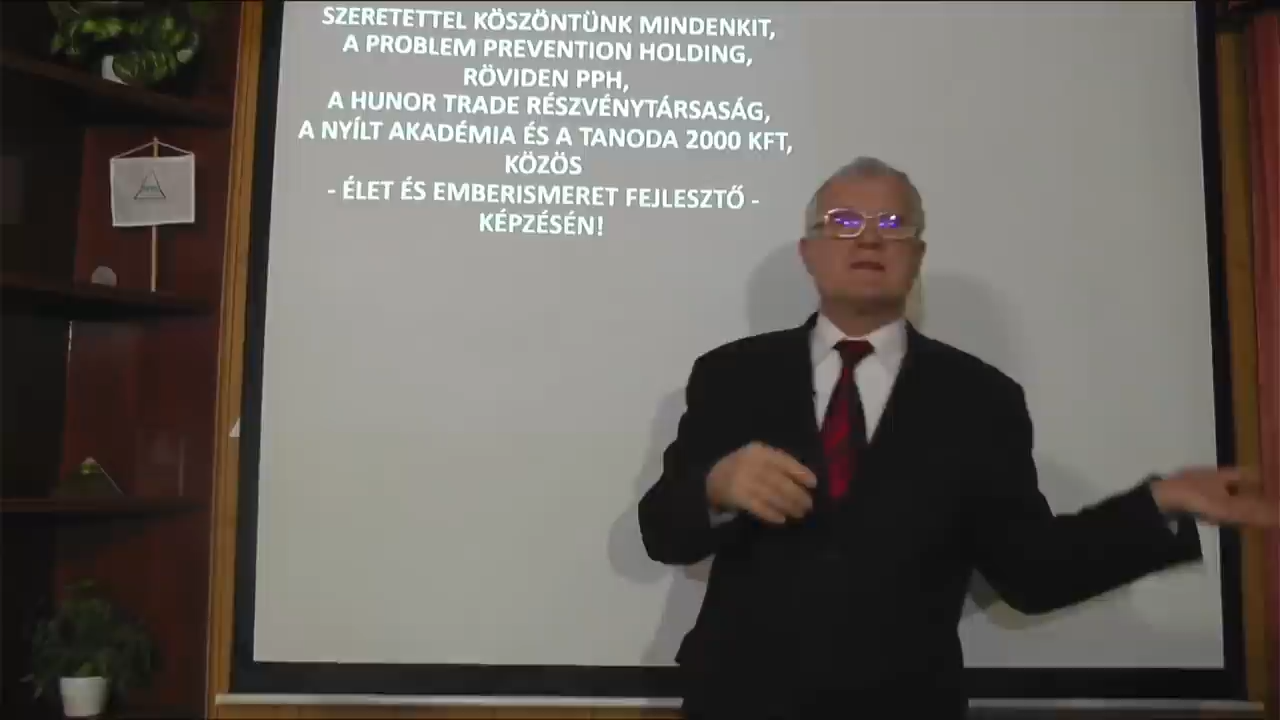 SZERETETTEL KÖSZÖNTÜNK MINDENKIT,
A PROBLEM PREVENTION HOLDING,
RÖVIDEN PPH,
A HUNOR TRADE RÉSZVÉNYTÁRSASÁG,
A NYÍLT AKADÉMIA ÉS A TANODA 2000 KFT,
KÖZÖS
- ÉLET ÉS EMBERISMERET FEJLESZTŐ -
KÉPZÉSÉN!